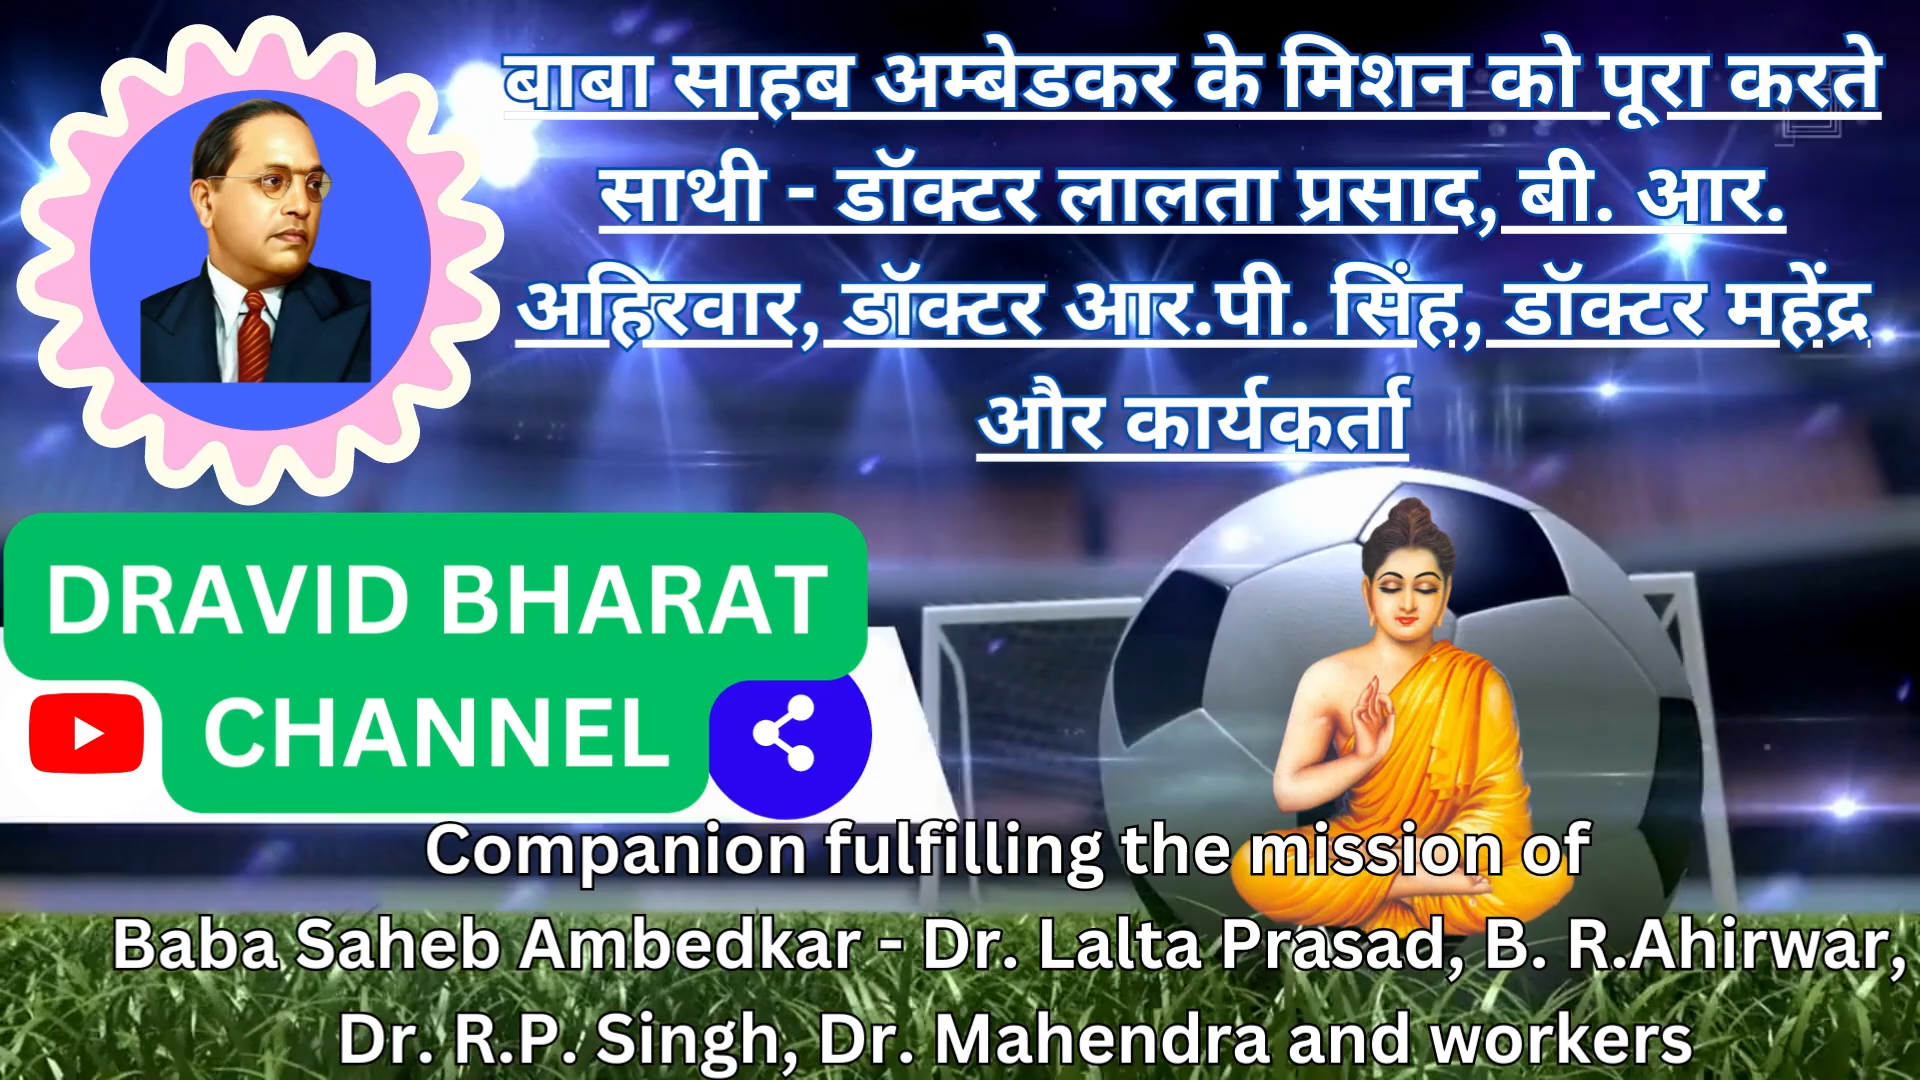 बाबा साहब अम्बेडकर के मिशन को पूरा करते
साथी - डॉक्टर लालता प्रसाद, बी. आर.
अहिरवार, डॉक्टर आर.पी. सिंह, डॉक्टर महेंद्र
और कार्यकर्ता
DRAVID BHARAT
CHANNEL
Companion fulfilling the mission of
Baba Saheb Ambedkar - Dr. Lalta Prasad, B. R.Ahirwar,
Dr. R.P. Singh, Dr. Mahendra and workers